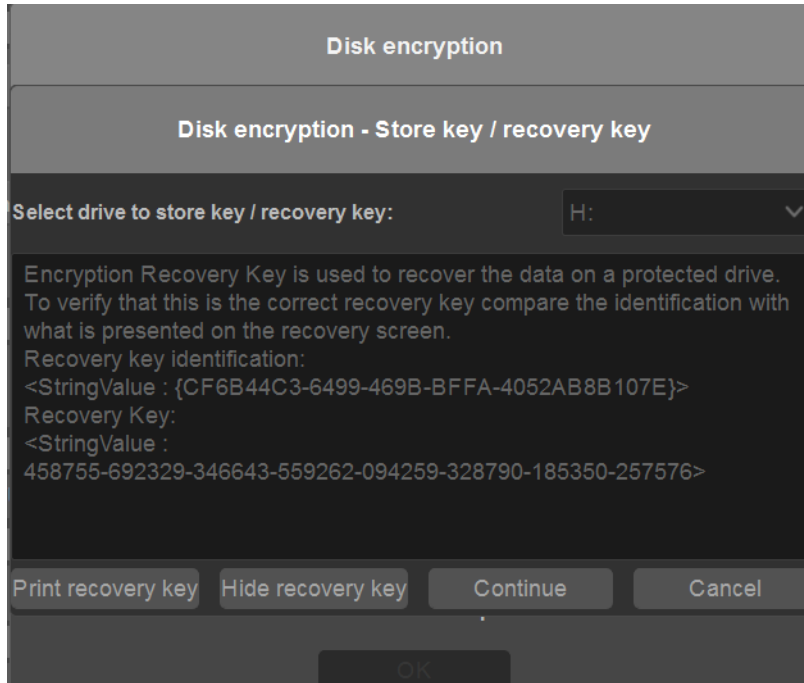 Disk encryption
Disk encryption - Store key / recovery key
Select drive to store key / recovery key:
H:
Encryption Recovery Key is used to recover the data on a protected drive.
To verify that this is the correct recovery key compare the identification with
what is presented on the recovery screen.
Recovery key identification:
<StringValue : {CF6B44C3-6499-469B-BFFA-4052AB8B107E}>
Recovery Key:
<StringValue :
458755-692329-346643-559262-094259-328790-185350-257576>
Print recovery key
Hide recovery key
Continue
Cancel
OK